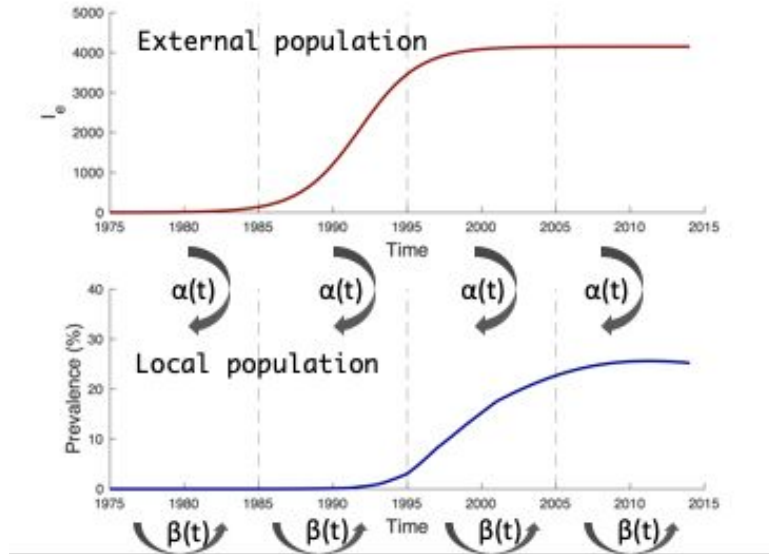 5000
External population
4000
3000
2000
1000
0
I_e
1975 1980 1985 1990 1995 2000 2005 2010 2015
Time
α(t) α(t) α(t) α(t)
40
30
Local population
20
10
0
Prevalence (%)
1975 1980 1985 1990 1995 2000 2005 2010 2015
Time
β(t) β(t) β(t) β(t)